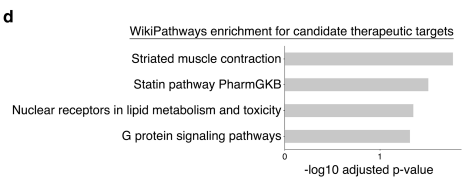 d
WikiPathways enrichment for candidate therapeutic targets
Striated muscle contraction
Statin pathway PharmGKB
Nuclear receptors in lipid metabolism and toxicity
G protein signaling pathways
0 1
-log10 adjusted p-value